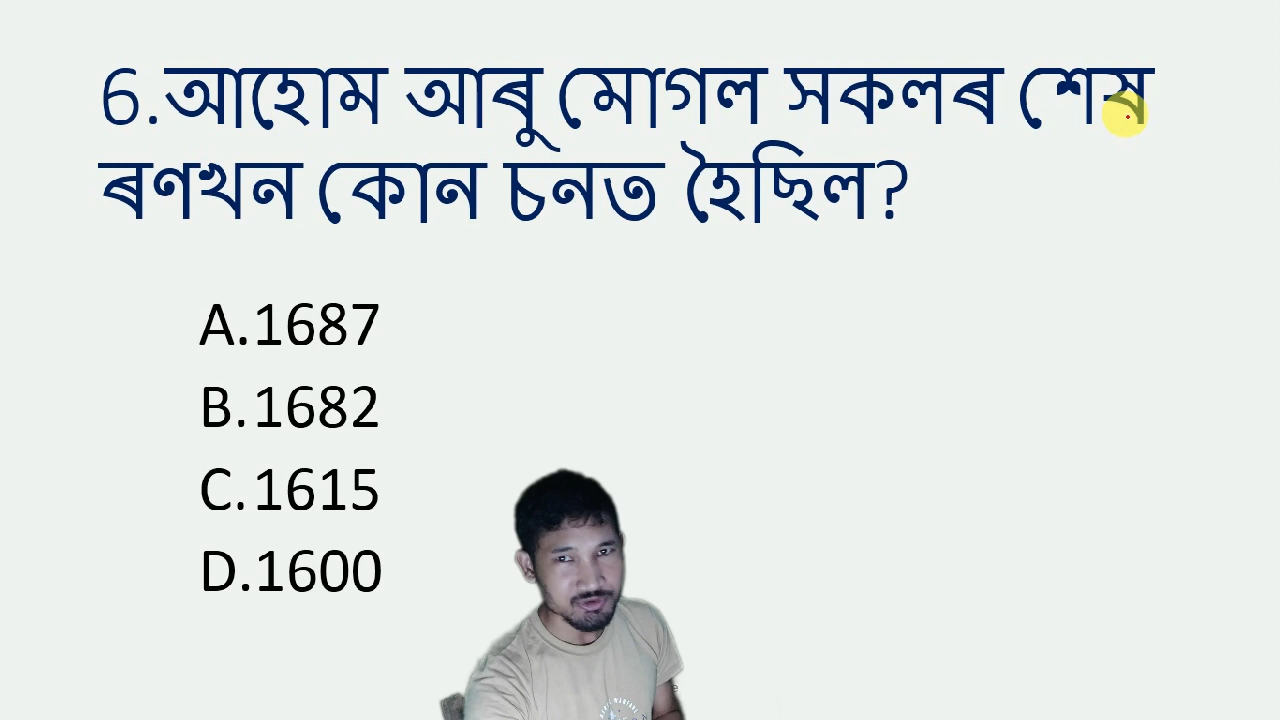 6.আহোম আৰু মোগল সকলৰ শেষ
ৰণখন কোন চনত হৈছিল?
A.1687
B.1682
C.1615
D.1600